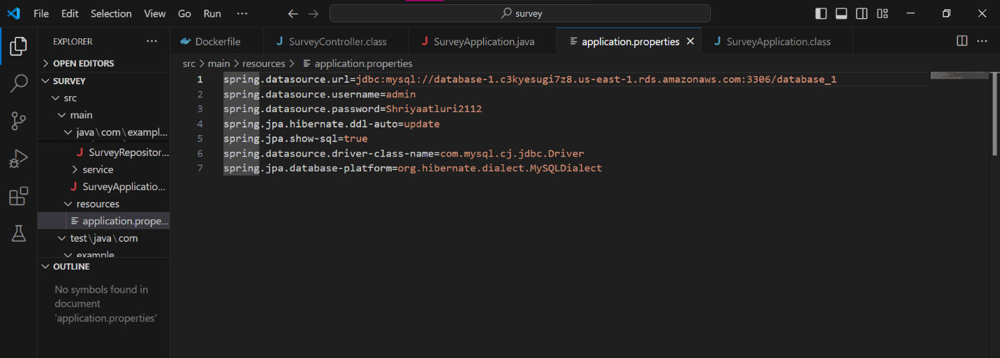 File Edit Selection View Go Run ··· survey
EXPLORER ···
OPEN EDITORS
SURVEY
src
main
java\com\exampl...
SurveyRepositor...
service
SurveyApplicatio...
resources
application.prope...
test\java\com
example
OUTLINE
No symbols found in
document
'application.properties'
Dockerfile
SurveyController.class
SurveyApplication.java
application.properties
SurveyApplication.class
src > main > resources > application.properties
1 spring.datasource.url=jdbc:mysql://database-1.c3kyesugi7z8.us-east-1.rds.amazonaws.com:3306/database_1
2 spring.datasource.username=admin
3 spring.datasource.password=Shriyaatluri2112
4 spring.jpa.hibernate.ddl-auto=update
5 spring.jpa.show-sql=true
6 spring.datasource.driver-class-name=com.mysql.cj.jdbc.Driver
7 spring.jpa.database-platform=org.hibernate.dialect.MySQLDialect